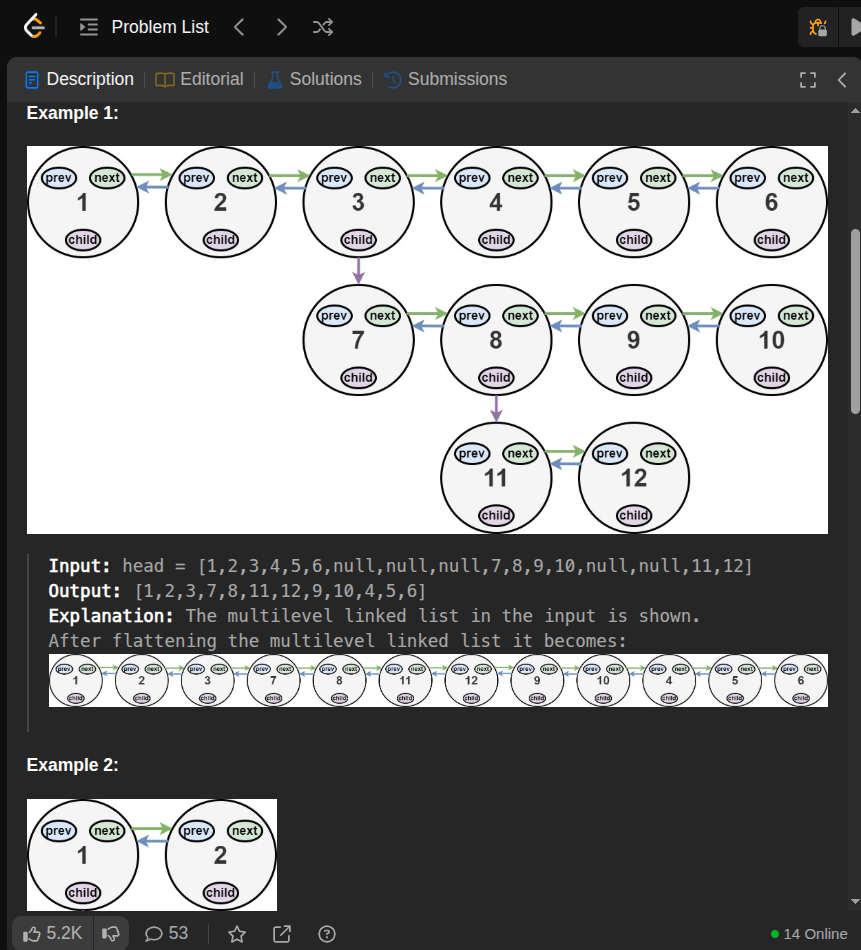 Problem List
Description
Editorial
Solutions
Submissions
Example 1:
prev next prev next prev next prev next prev next prev next
1 2 3 4 5 6
child child child child child child
prev next prev next prev next prev next
7 8 9 10
child child child child
prev next prev next
11 12
child child
Input: head = [1,2,3,4,5,6,null,null,null,7,8,9,10,null,null,11,12]
Output: [1,2,3,7,8,11,12,9,10,4,5,6]
Explanation: The multilevel linked list in the input is shown.
After flattening the multilevel linked list it becomes:
prev next prev next prev next prev next prev next prev next prev next prev next prev next prev next prev next prev next
1 2 3 7 8 11 12 9 10 4 5 6
child child child child child child child child child child child child
Example 2:
prev next prev next
1 2
child child
5.2K
53
14 Online